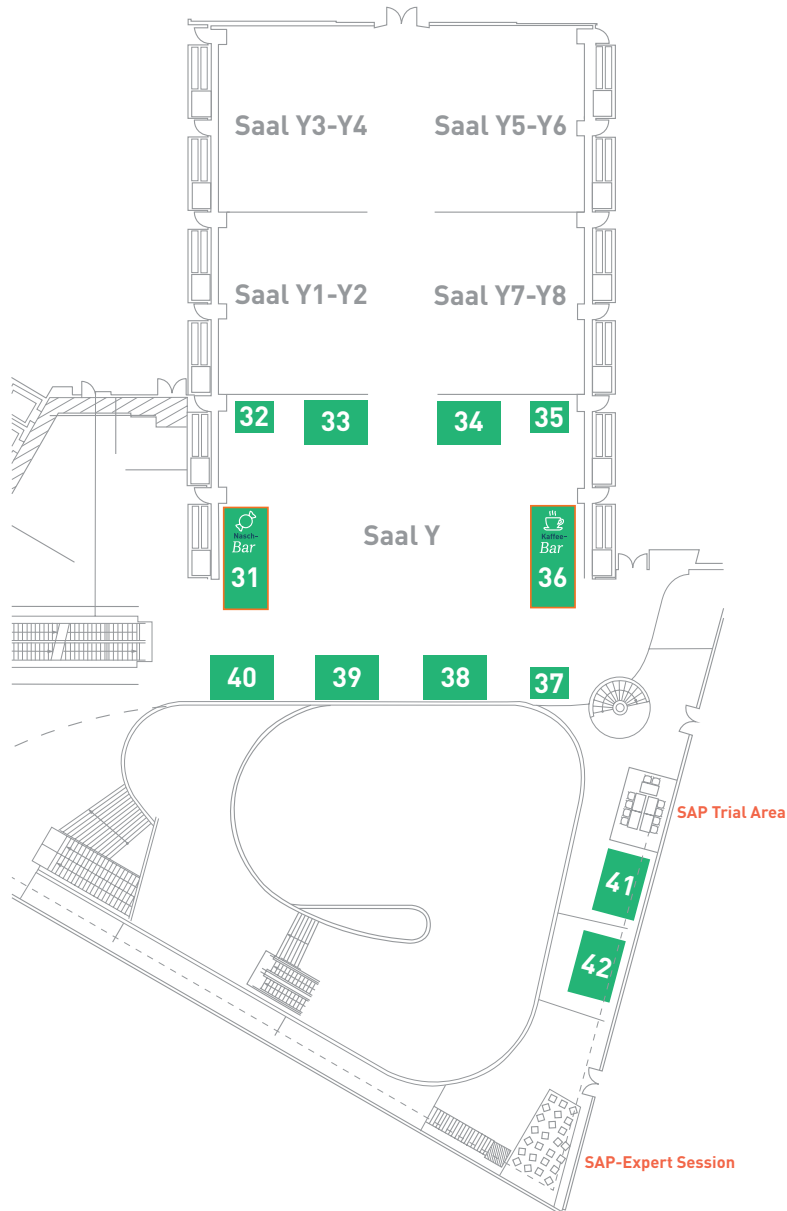 Saal Y3-Y4
Saal Y5-Y6
Saal Y1-Y2
Saal Y7-Y8
32
33
34
35
Saal Y
Nasch-
Bar
31
Kaffee-
Bar
36
40
39
38
37
SAP Trial Area
41
42
SAP-Expert Session